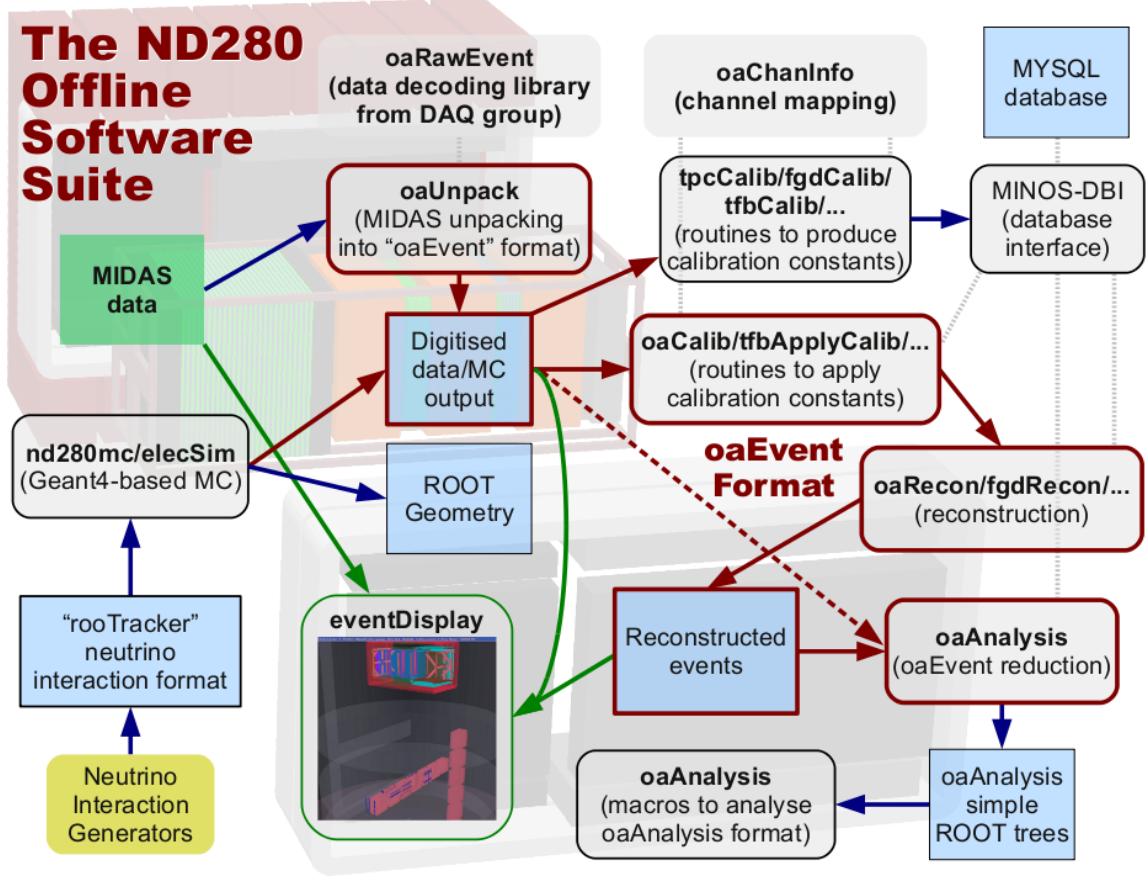 The ND280
Offline
Software
Suite
oaRawEvent
(data decoding library
from DAQ group)
oaChanInfo
(channel mapping)
MYSQL
database
oaUnpack
(MIDAS unpacking
into “oaEvent” format)
tpcCalib/fgdCalib/
tfbCalib/...
(routines to produce
calibration constants)
MINOS-DBI
(database
interface)
MIDAS
data
Digitised
data/MC
output
oaCalib/tfbApplyCalib/...
(routines to apply
calibration constants)
nd280mc/elecSim
(Geant4-based MC)
ROOT
Geometry
oaEvent
Format
oaRecon/fgdRecon/...
(reconstruction)
“rooTracker”
neutrino
interaction format
eventDisplay
Reconstructed
events
oaAnalysis
(oaEvent reduction)
Neutrino
Interaction
Generators
oaAnalysis
(macros to analyse
oaAnalysis format)
oaAnalysis
simple
ROOT trees